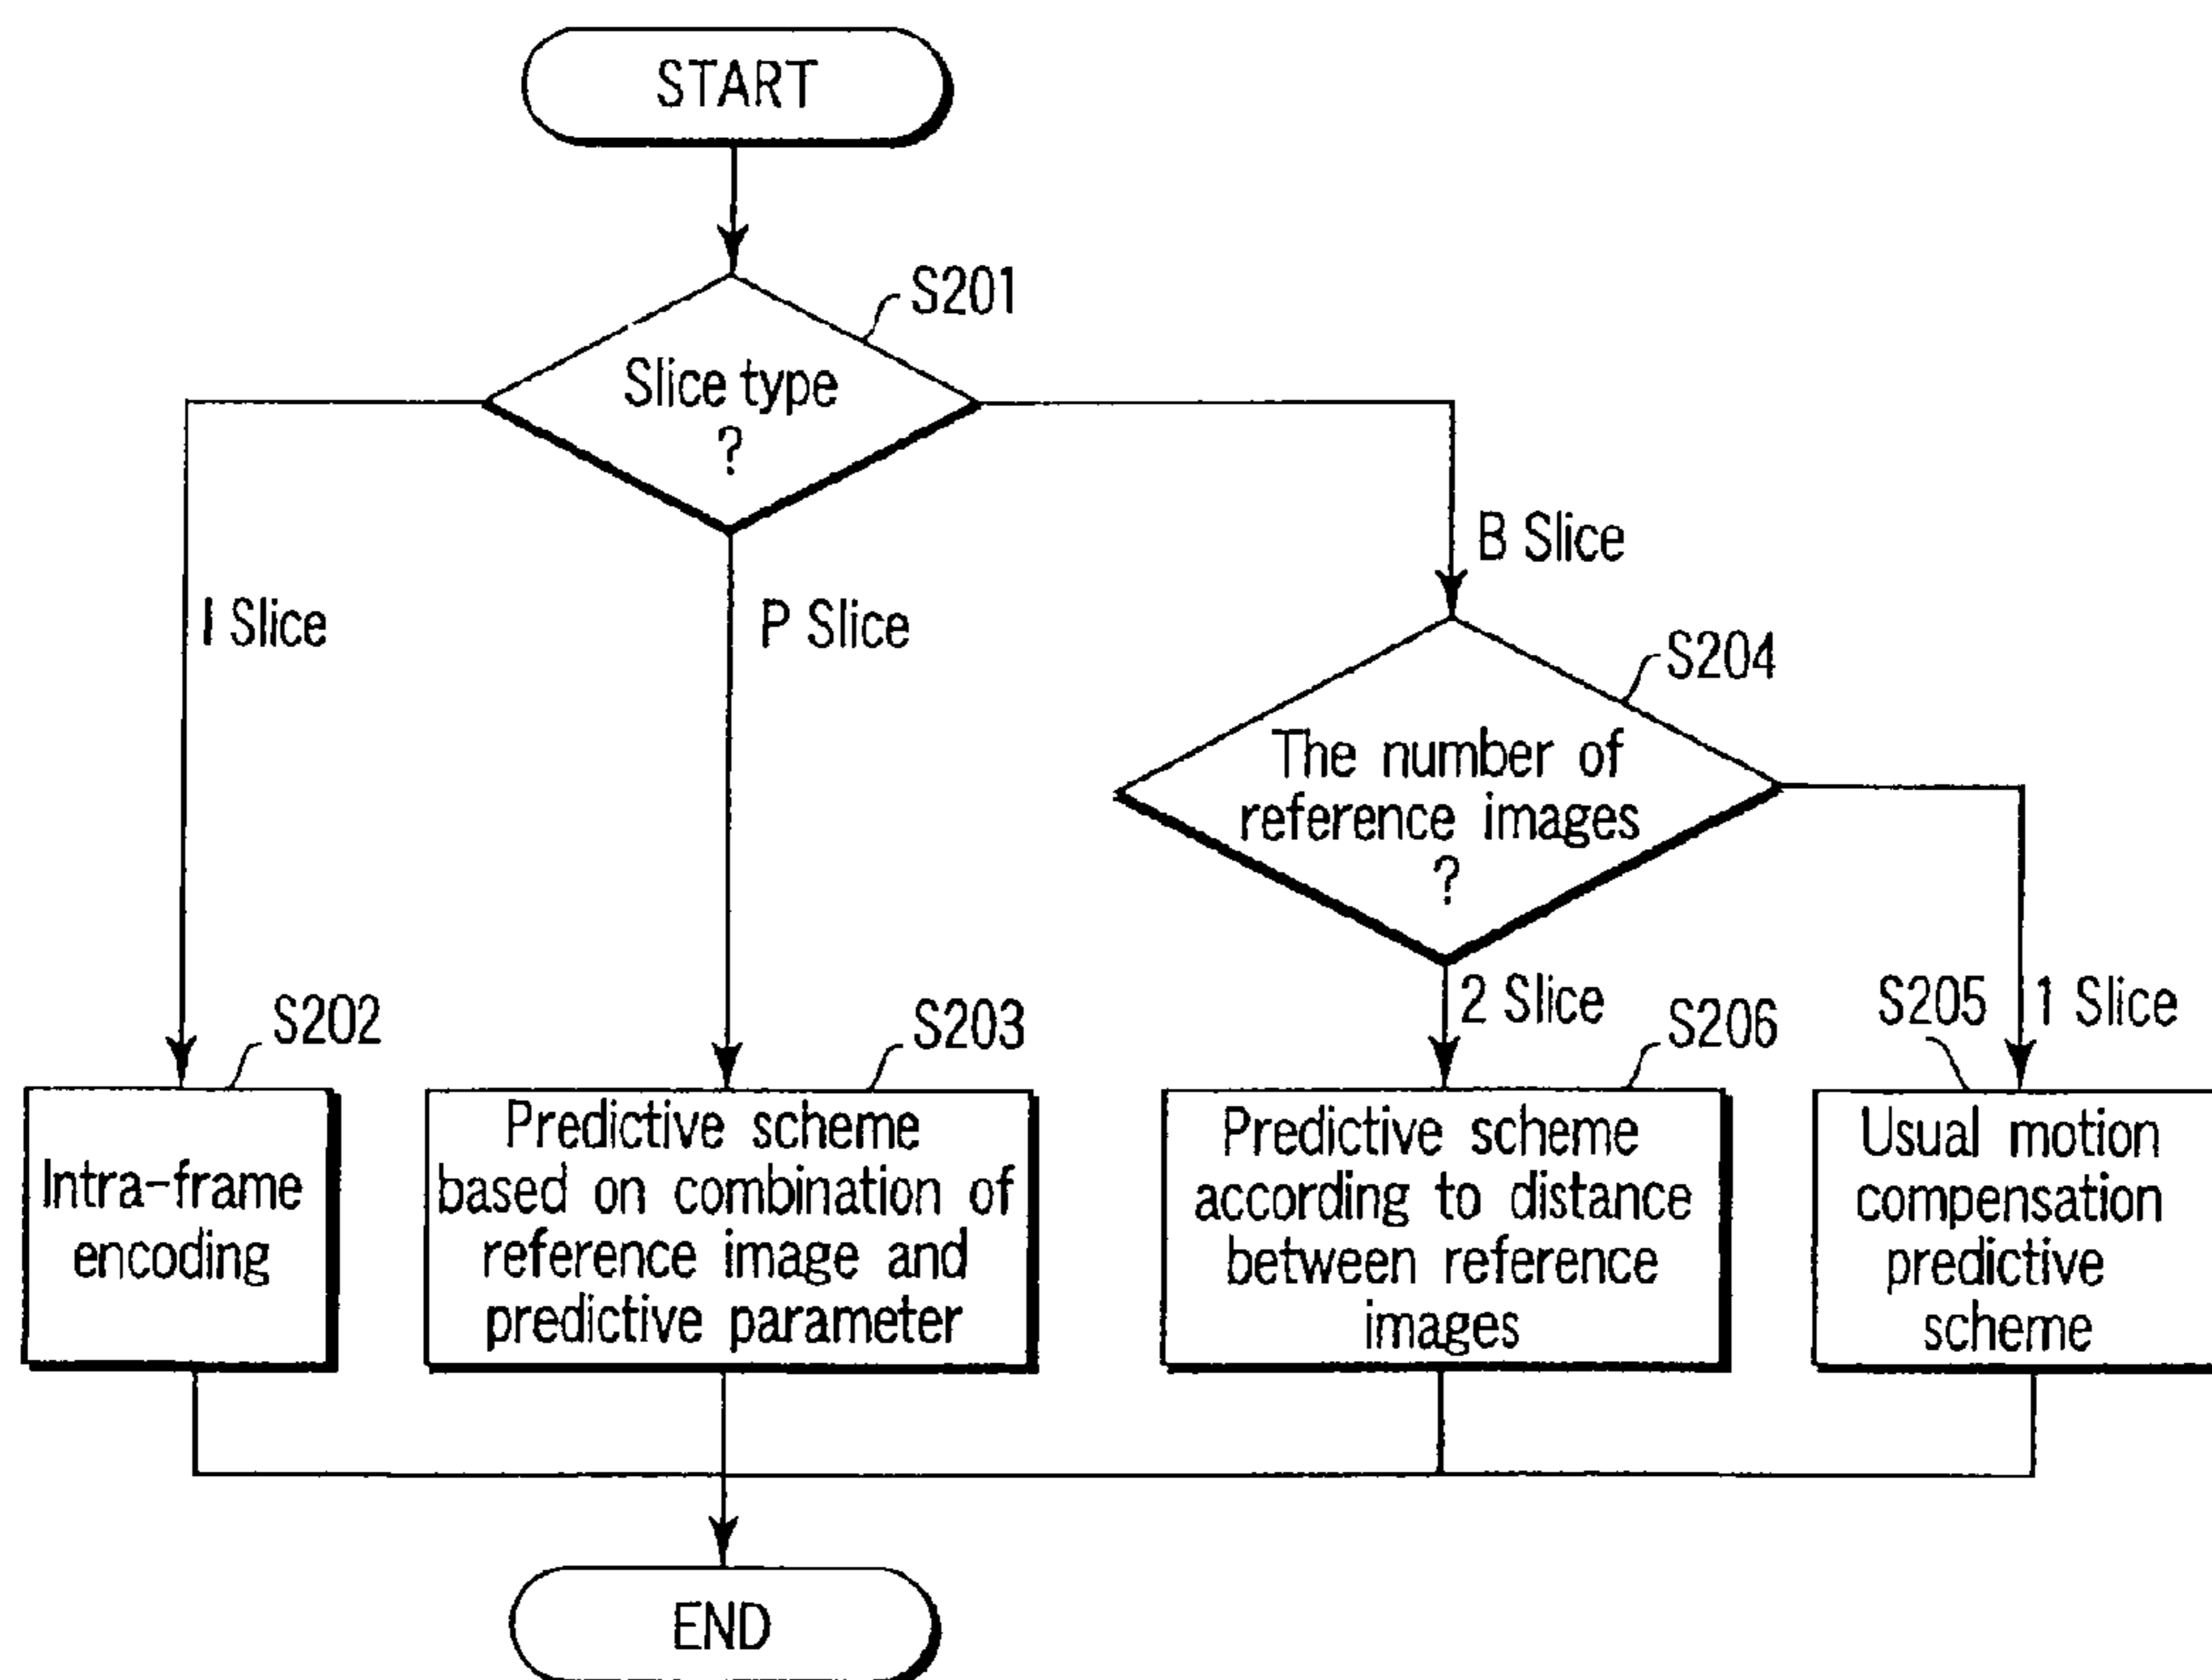 START
S201
Slice type
?
B Slice
I Slice
P Slice
S204
The number of
reference images
?
2 Slice
S205
1 Slice
S202
S203
S206
Intra-frame
encoding
Predictive scheme
based on combination of
reference image and
predictive parameter
Predictive scheme
according to distance
between reference
images
Usual motion
compensation
predictive
scheme
END